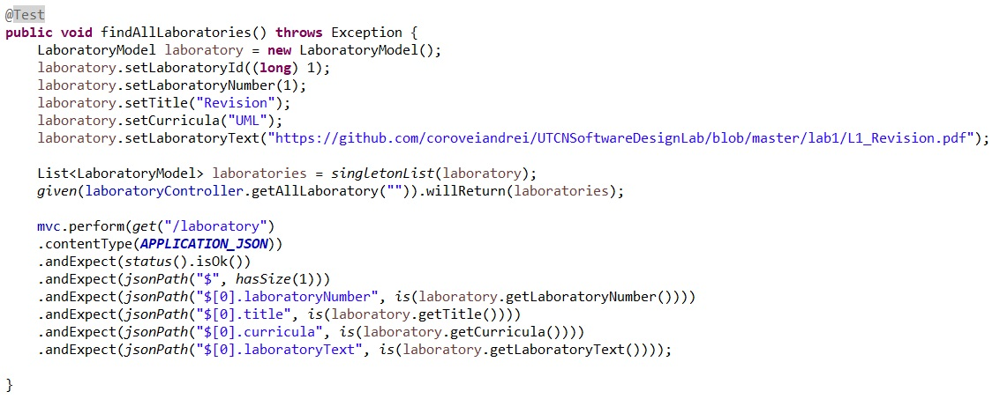 @Test
public void findAllLaboratories() throws Exception {
    LaboratoryModel laboratory = new LaboratoryModel();
    laboratory.setLaboratoryId((long) 1);
    laboratory.setLaboratoryNumber(1);
    laboratory.setTitle("Revision");
    laboratory.setCurricula("UML");
    laboratory.setLaboratoryText("https://github.com/coroveiandrei/UTCNSoftwareDesignLab/blob/master/lab1/L1_Revision.pdf");

    List<LaboratoryModel> laboratories = singletonList(laboratory);
    given(laboratoryController.getAllLaboratory("")).willReturn(laboratories);

    mvc.perform(get("/laboratory")
    .contentType(APPLICATION_JSON))
    .andExpect(status().isOk())
    .andExpect(jsonPath("$", hasSize(1)))
    .andExpect(jsonPath("$[0].laboratoryNumber", is(laboratory.getLaboratoryNumber())))
    .andExpect(jsonPath("$[0].title", is(laboratory.getTitle())))
    .andExpect(jsonPath("$[0].curricula", is(laboratory.getCurricula())))
    .andExpect(jsonPath("$[0].laboratoryText", is(laboratory.getLaboratoryText())));

}